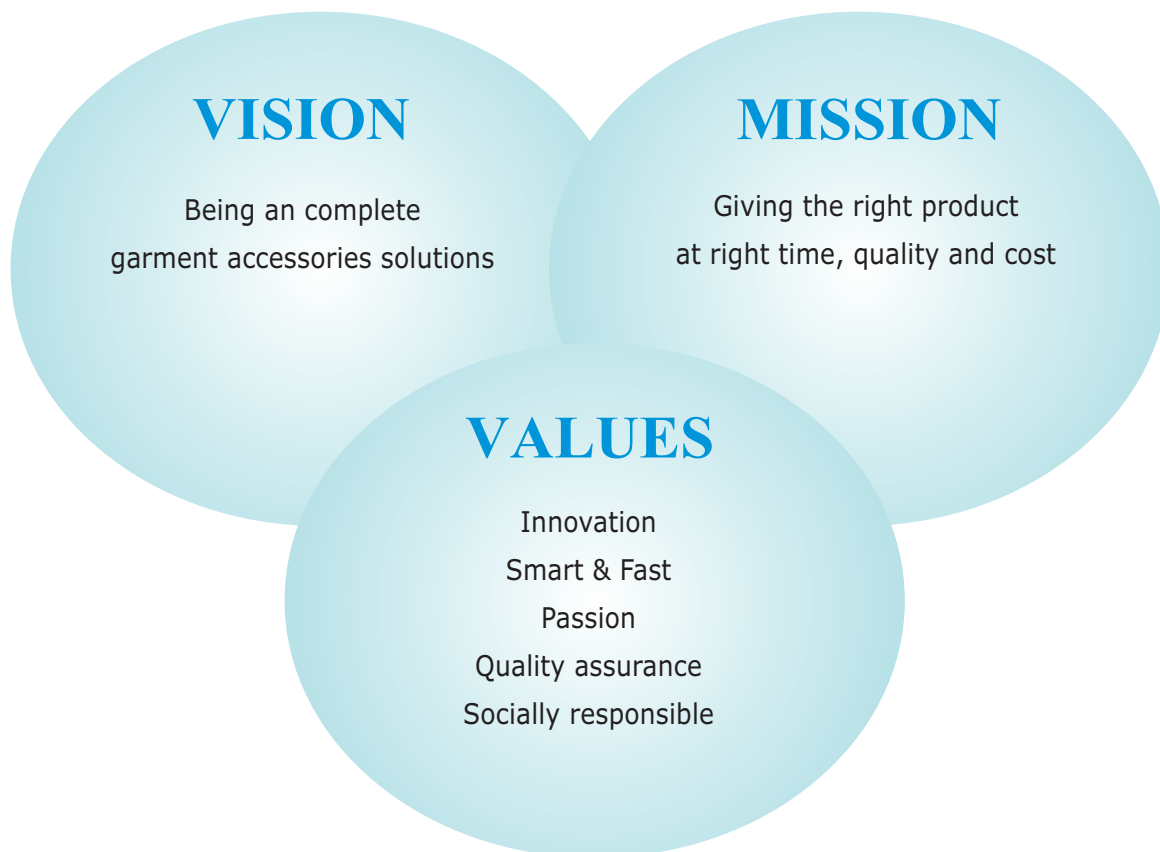 VISION
Being an complete
garment accessories solutions
MISSION
Giving the right product
at right time, quality and cost
VALUES
Innovation
Smart & Fast
Passion
Quality assurance
Socially responsible